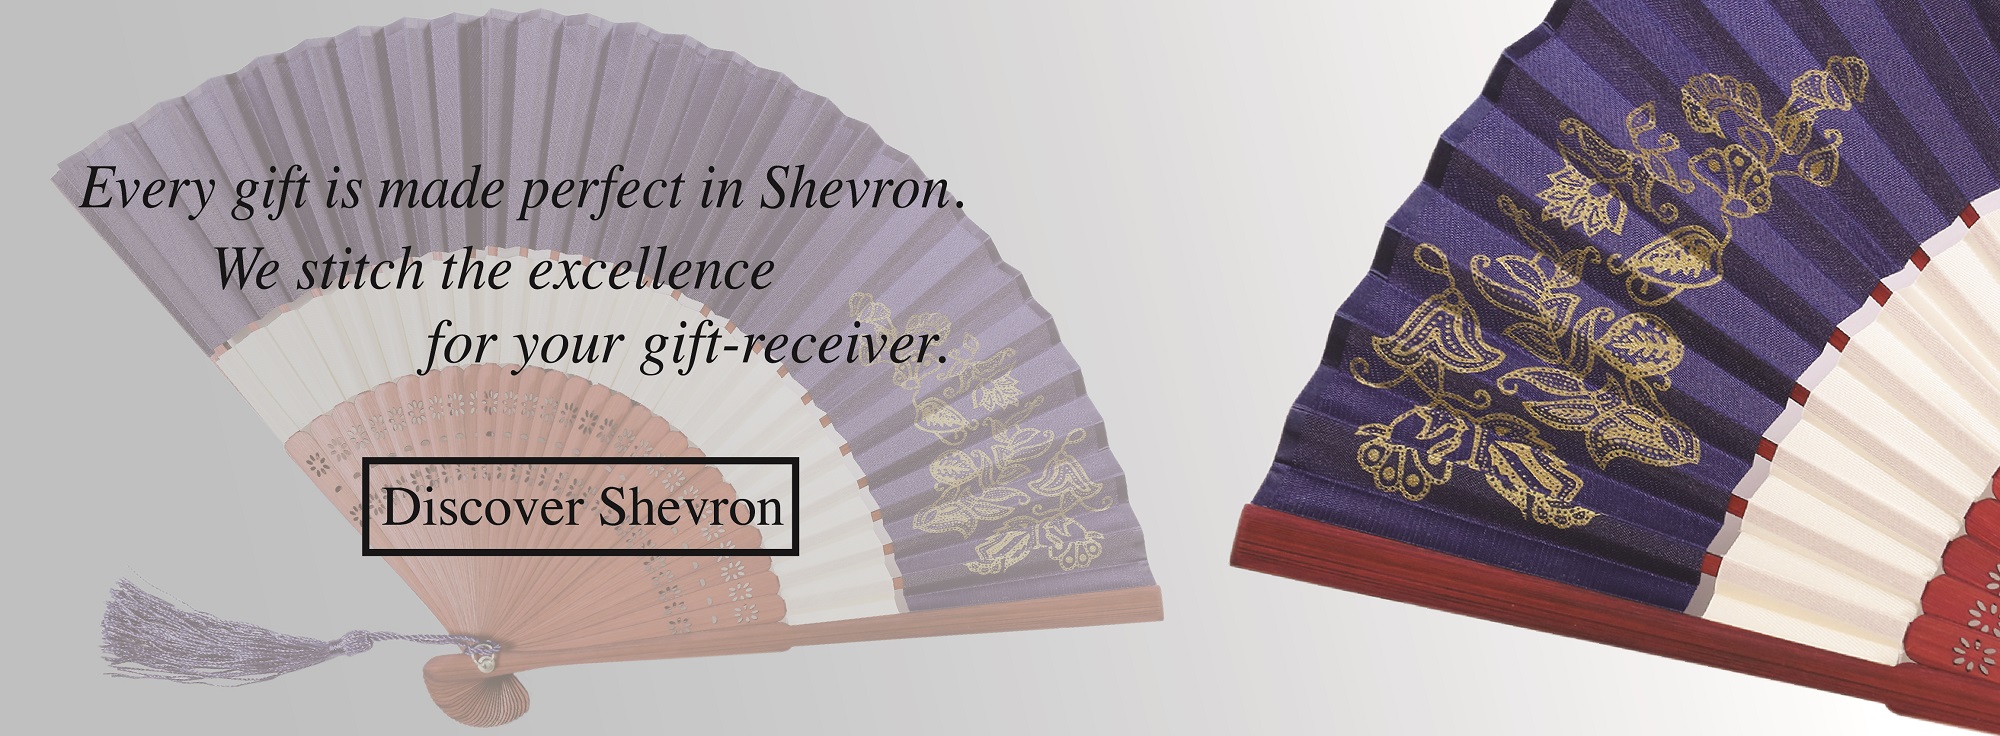 Every gift is made perfect in Shevron.
We stitch the excellence
for your gift-receiver.
Discover Shevron